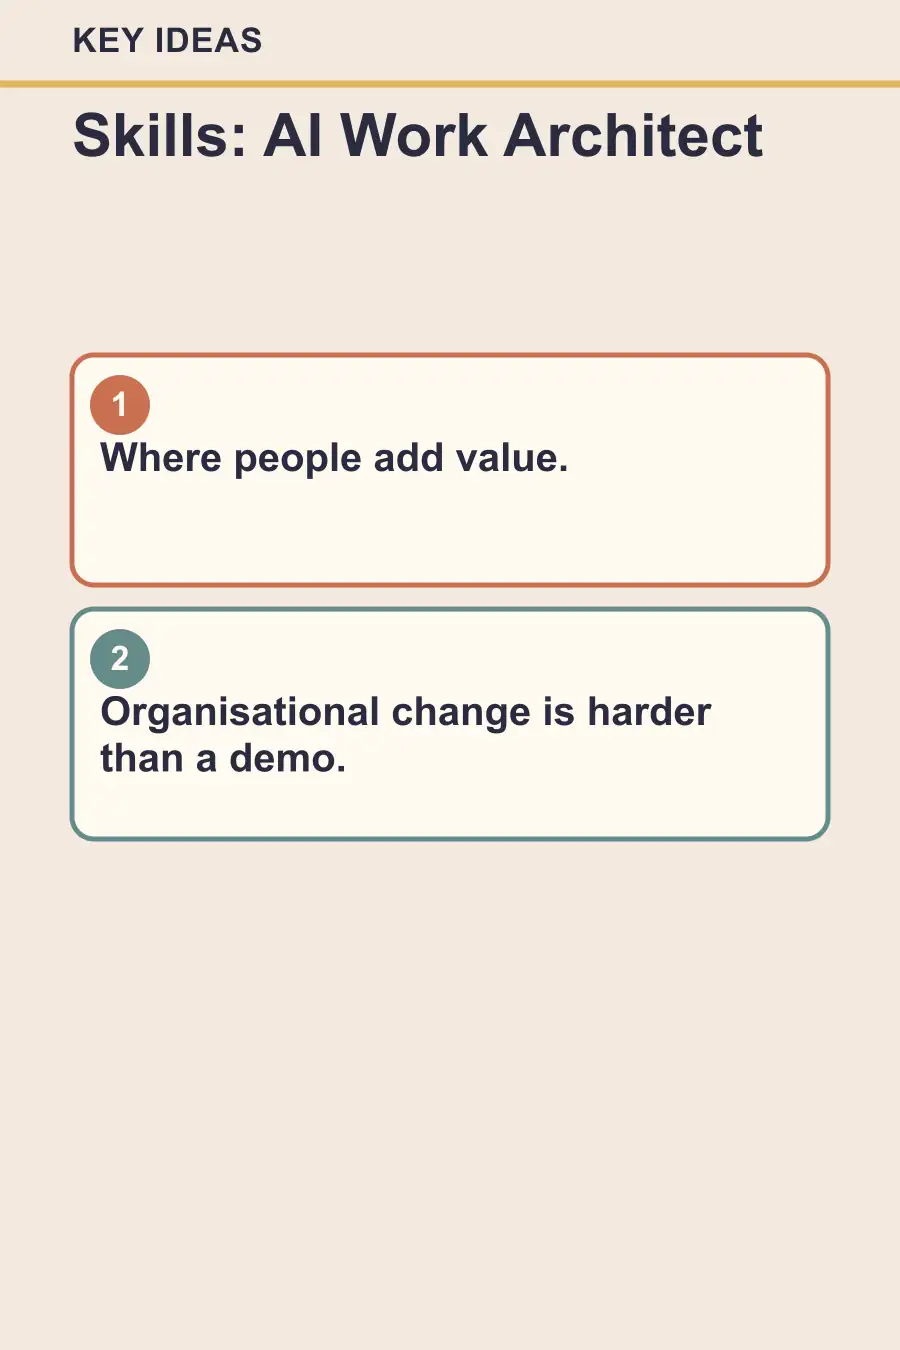 KEY IDEAS
Skills: AI Work Architect
1
Where people add value.
2
Organisational change is harder
than a demo.